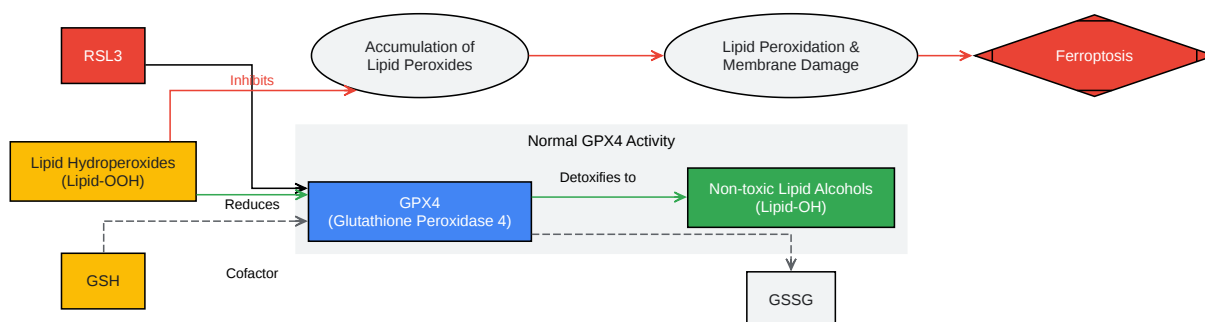 RSL3
Accumulation of
Lipid Peroxides
Lipid Peroxidation &
Membrane Damage
Ferroptosis
Inhibits
Normal GPX4 Activity
Lipid Hydroperoxides
(Lipid-OOH)
Reduces
GPX4
(Glutathione Peroxidase 4)
Detoxifies to
Non-toxic Lipid Alcohols
(Lipid-OH)
GSH
Cofactor
GSSG